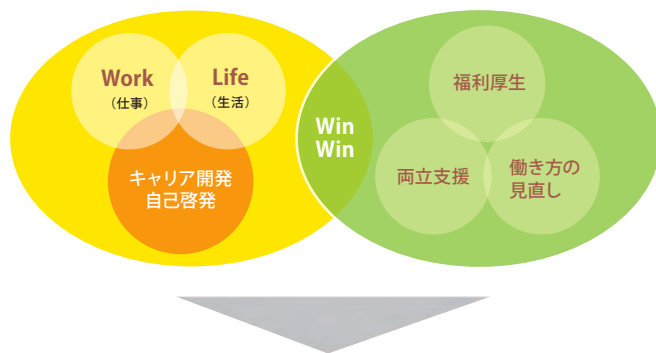 Work
（仕事）
Life
（生活）
キャリア開発
自己啓発
Win
Win
福利厚生
両立支援
働き方の
見直し